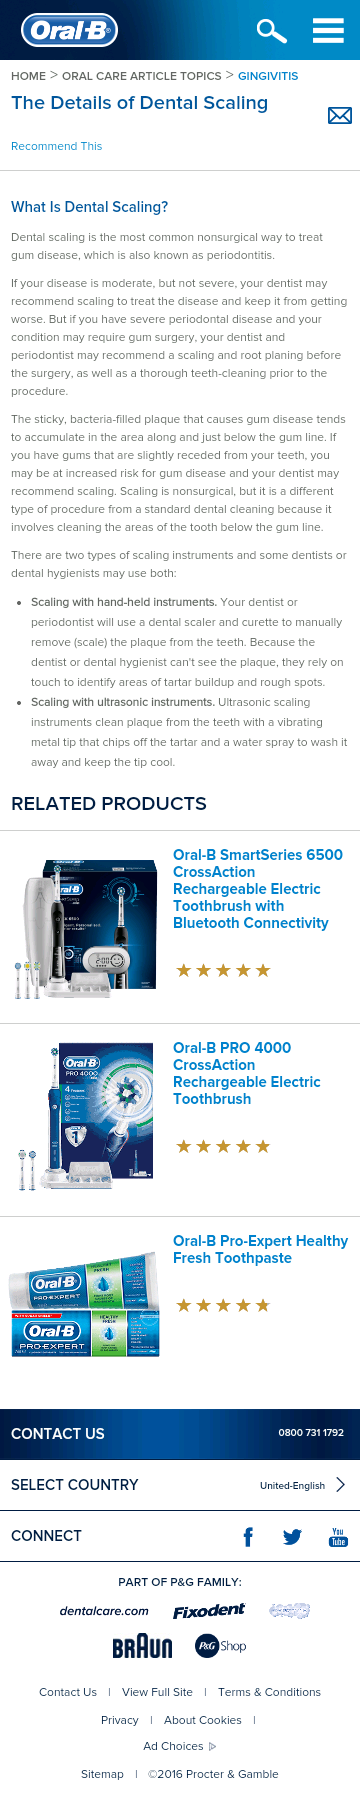 Oral-B
HOME > ORAL CARE ARTICLE TOPICS > GINGIVITIS
The Details of Dental Scaling
Recommend This
What Is Dental Scaling?
Dental scaling is the most common nonsurgical way to treat
gum disease, which is also known as periodontitis.
If your disease is moderate, but not severe, your dentist may
recommend scaling to treat the disease and keep it from getting
worse. But if you have severe periodontal disease and your
condition may require gum surgery, your dentist and
periodontist may recommend a scaling and root planing before
the surgery, as well as a thorough teeth-cleaning prior to the
procedure.
The sticky, bacteria-filled plaque that causes gum disease tends
to accumulate in the area along and just below the gum line. If
you have gums that are slightly receded from your teeth, you
may be at increased risk for gum disease and your dentist may
recommend scaling. Scaling is nonsurgical, but it is a different
type of procedure from a standard dental cleaning because it
involves cleaning the areas of the tooth below the gum line.
There are two types of scaling instruments and some dentists or
dental hygienists may use both:
• Scaling with hand-held instruments. Your dentist or
periodontist will use a dental scaler and curette to manually
remove (scale) the plaque from the teeth. Because the
dentist or dental hygienist can't see the plaque, they rely on
touch to identify areas of tartar buildup and rough spots.
• Scaling with ultrasonic instruments. Ultrasonic scaling
instruments clean plaque from the teeth with a vibrating
metal tip that chips off the tartar and a water spray to wash it
away and keep the tip cool.
RELATED PRODUCTS
Oral-B
Oral-B SmartSeries 6500
CrossAction
Rechargeable Electric
Toothbrush with
Bluetooth Connectivity
Oral-B
PRO 4000
Oral-B PRO 4000
CrossAction
Rechargeable Electric
Toothbrush
Oral-B
PRO-EXPERT
HEALTHY
FRESH
Oral-B
PRO-EXPERT
HEALTHY
FRESH
Oral-B Pro-Expert Healthy
Fresh Toothpaste
CONTACT US 0800 731 1792
SELECT COUNTRY United-English
CONNECT You Tube
PART OF P&G FAMILY:
dentalcare.com Fixodent
BRAUN P&G Shop
Contact Us | View Full Site | Terms & Conditions
Privacy | About Cookies |
Ad Choices
Sitemap | ©2016 Procter & Gamble